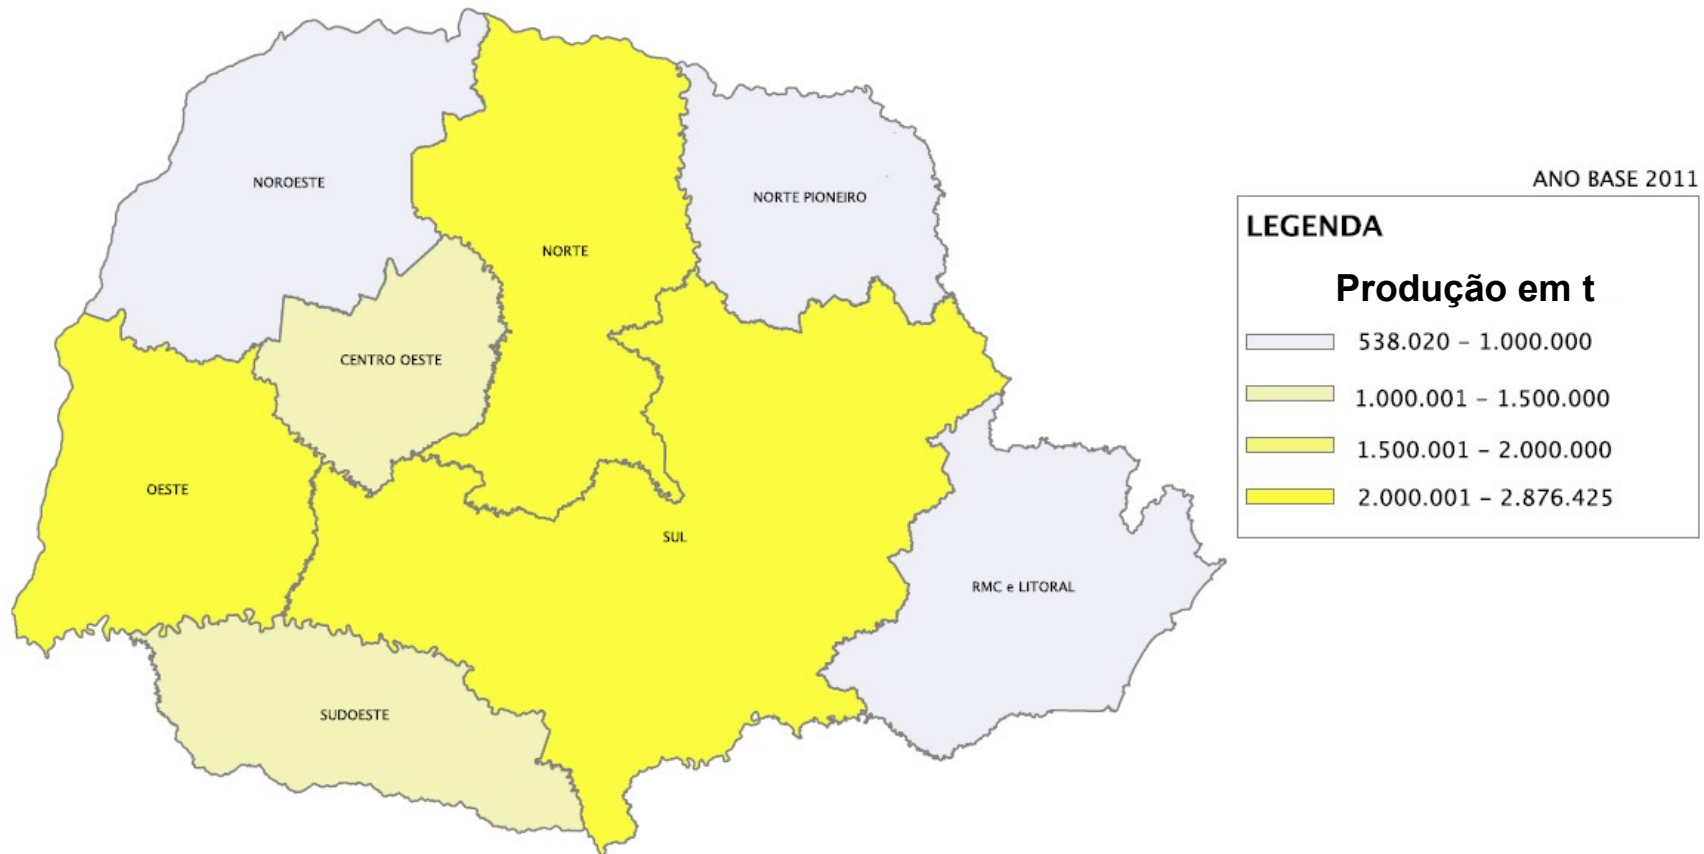 NOROESTE
NORTE PIONEIRO
NORTE
CENTRO OESTE
OESTE
SUL
RMC e LITORAL
SUDOESTE
ANO BASE 2011
LEGENDA
Produção em t
538.020 – 1.000.000
1.000.001 – 1.500.000
1.500.001 – 2.000.000
2.000.001 – 2.876.425